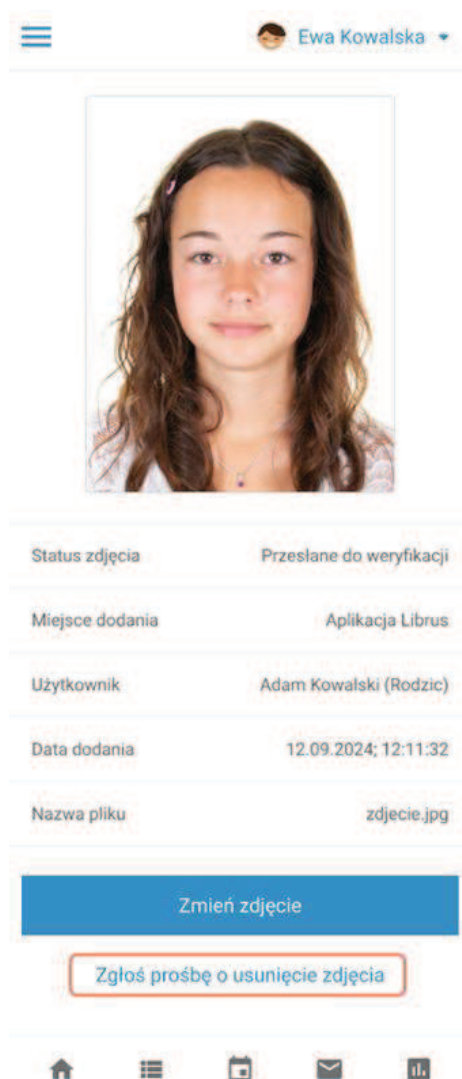 Ewa Kowalska
Status zdjęcia Przesłane do weryfikacji
Miejsce dodania Aplikacja Librus
Użytkownik Adam Kowalski (Rodzic)
Data dodania 12.09.2024; 12:11:32
Nazwa pliku zdjecie.jpg
Zmień zdjęcie
Zgłoś prośbę o usunięcie zdjęcia